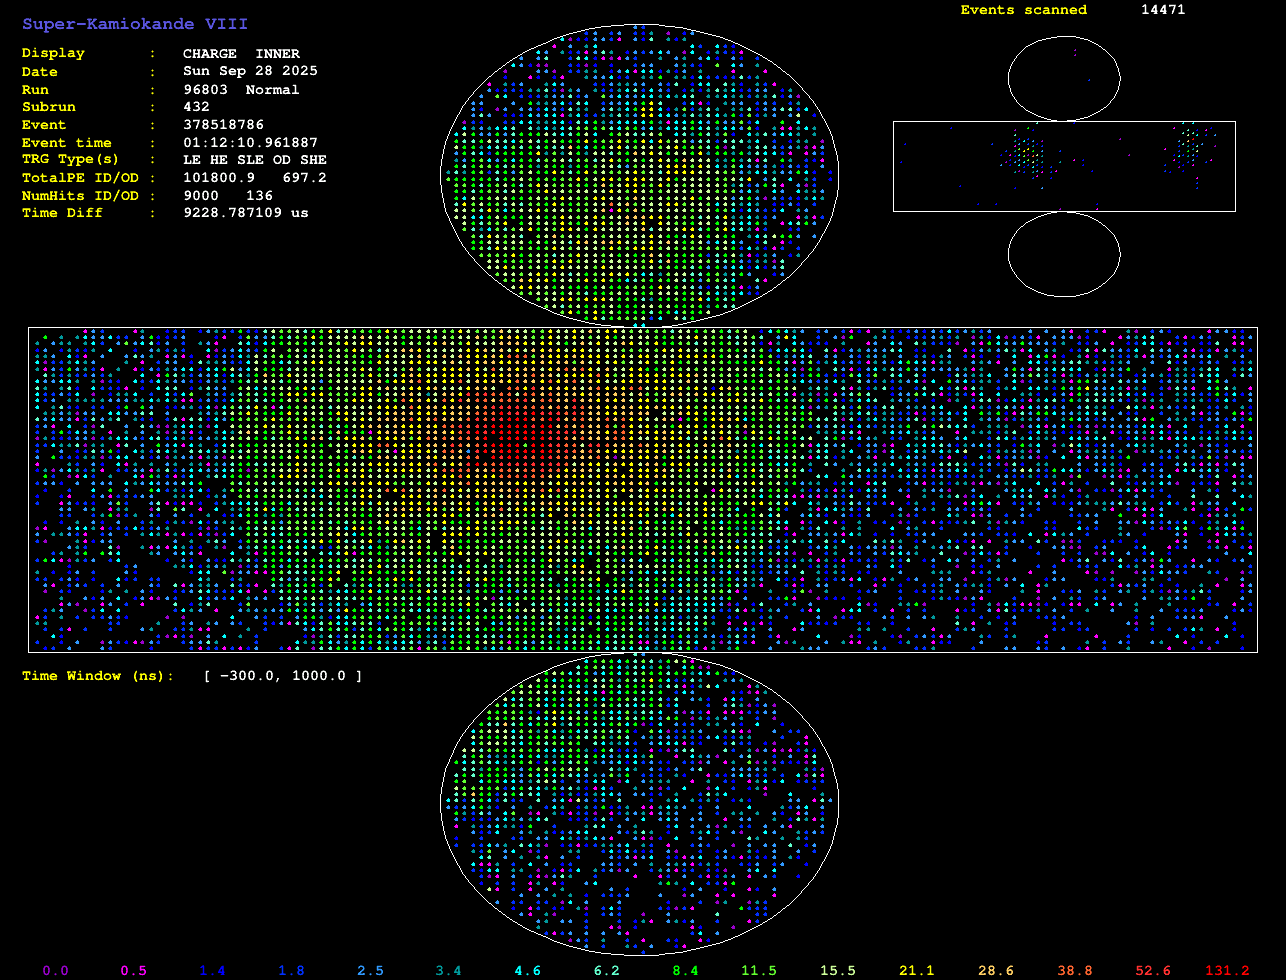 Super-Kamiokande VIII
Events scanned 14471
Display : CHARGE INNER
Date : Sun Sep 28 2025
Run : 96803 Normal
Subrun : 432
Event : 378518786
Event time : 01:12:10.961887
TRG Type(s) : LE HE SLE OD SHE
TotalPE ID/OD : 101800.9 697.2
NumHits ID/OD : 9000 136
Time Diff : 9228.787109 us
Time Window (ns): [ -300.0, 1000.0 ]
0.0 0.5 1.4 1.8 2.5 3.4 4.6 6.2 8.4 11.5 15.5 21.1 28.6 38.8 52.6 131.2